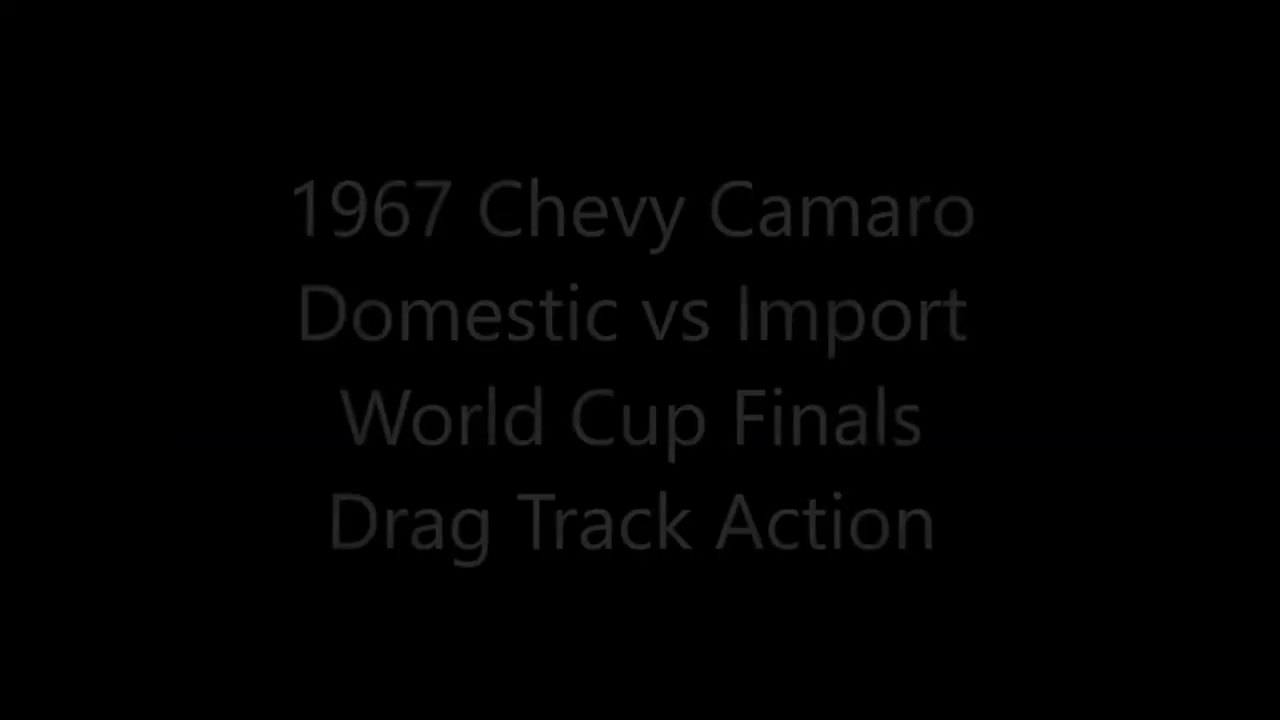 1967 Chevy Camaro
Domestic vs Import
World Cup Finals
Drag Track Action